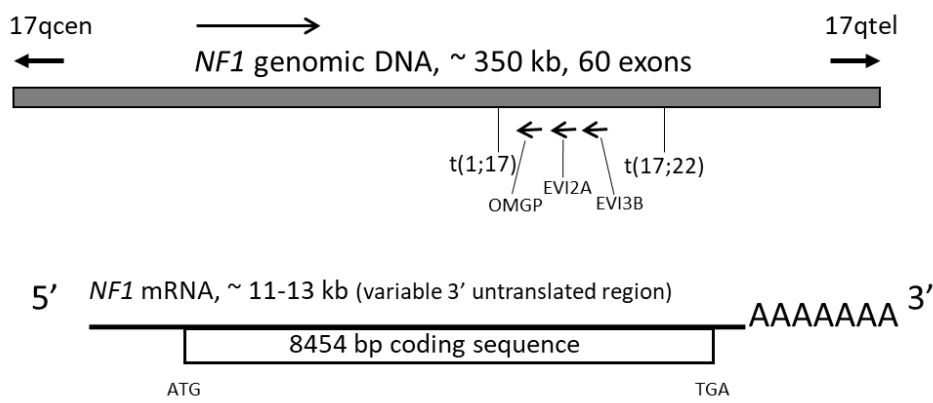 17qcen 17qtel
NF1 genomic DNA, ~ 350 kb, 60 exons
t(1;17) t(17;22)
EVI2A
OMGP EVI3B
NF1 mRNA, ~ 11-13 kb (variable 3’ untranslated region)
5’ AAAAAAA 3’
8454 bp coding sequence
ATG TGA